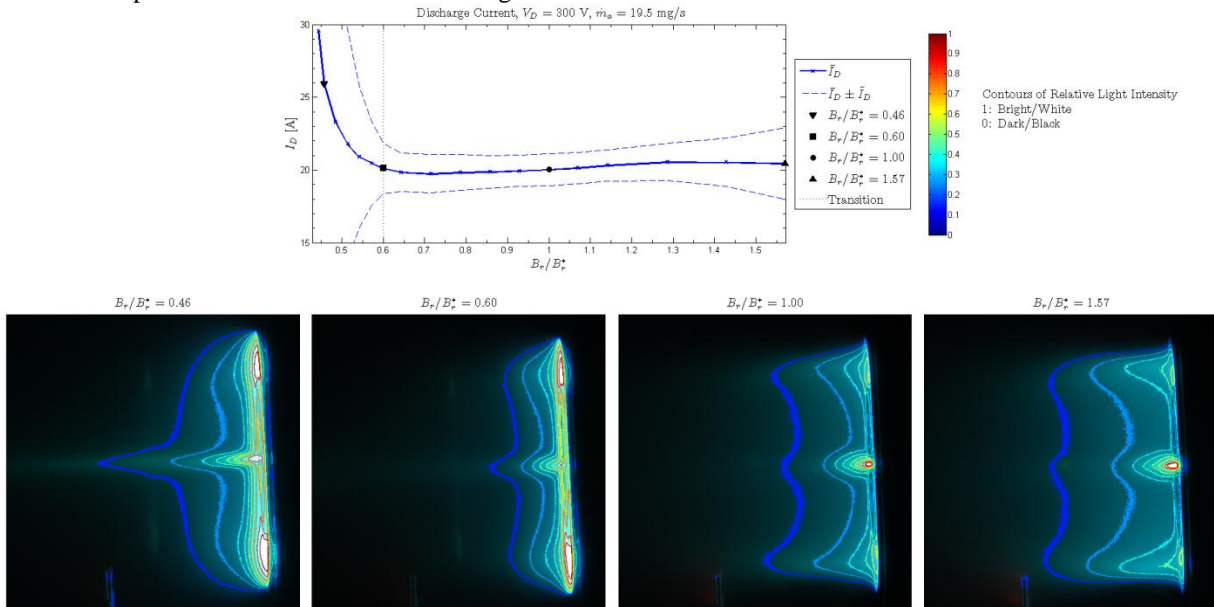 Discharge Current, V_D = 300 V, ṁ_a = 19.5 mg/s
30
25
20
15
I_D [A]
0.5 0.6 0.7 0.8 0.9 1 1.1 1.2 1.3 1.4 1.5
B_r/B_r*
Ī_D
Ī_D ± Ĩ_D
B_r/B_r* = 0.46
B_r/B_r* = 0.60
B_r/B_r* = 1.00
B_r/B_r* = 1.57
Transition
1
0.9
0.8
0.7
0.6
0.5
0.4
0.3
0.2
0.1
0
Contours of Relative Light Intensity
1: Bright/White
0: Dark/Black
B_r/B_r* = 0.46
B_r/B_r* = 0.60
B_r/B_r* = 1.00
B_r/B_r* = 1.57